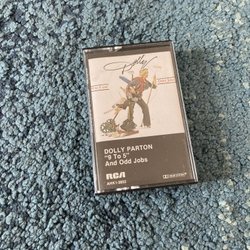 Dolly
DOLLY PARTON
"9 To 5"
And Odd Jobs
RCA